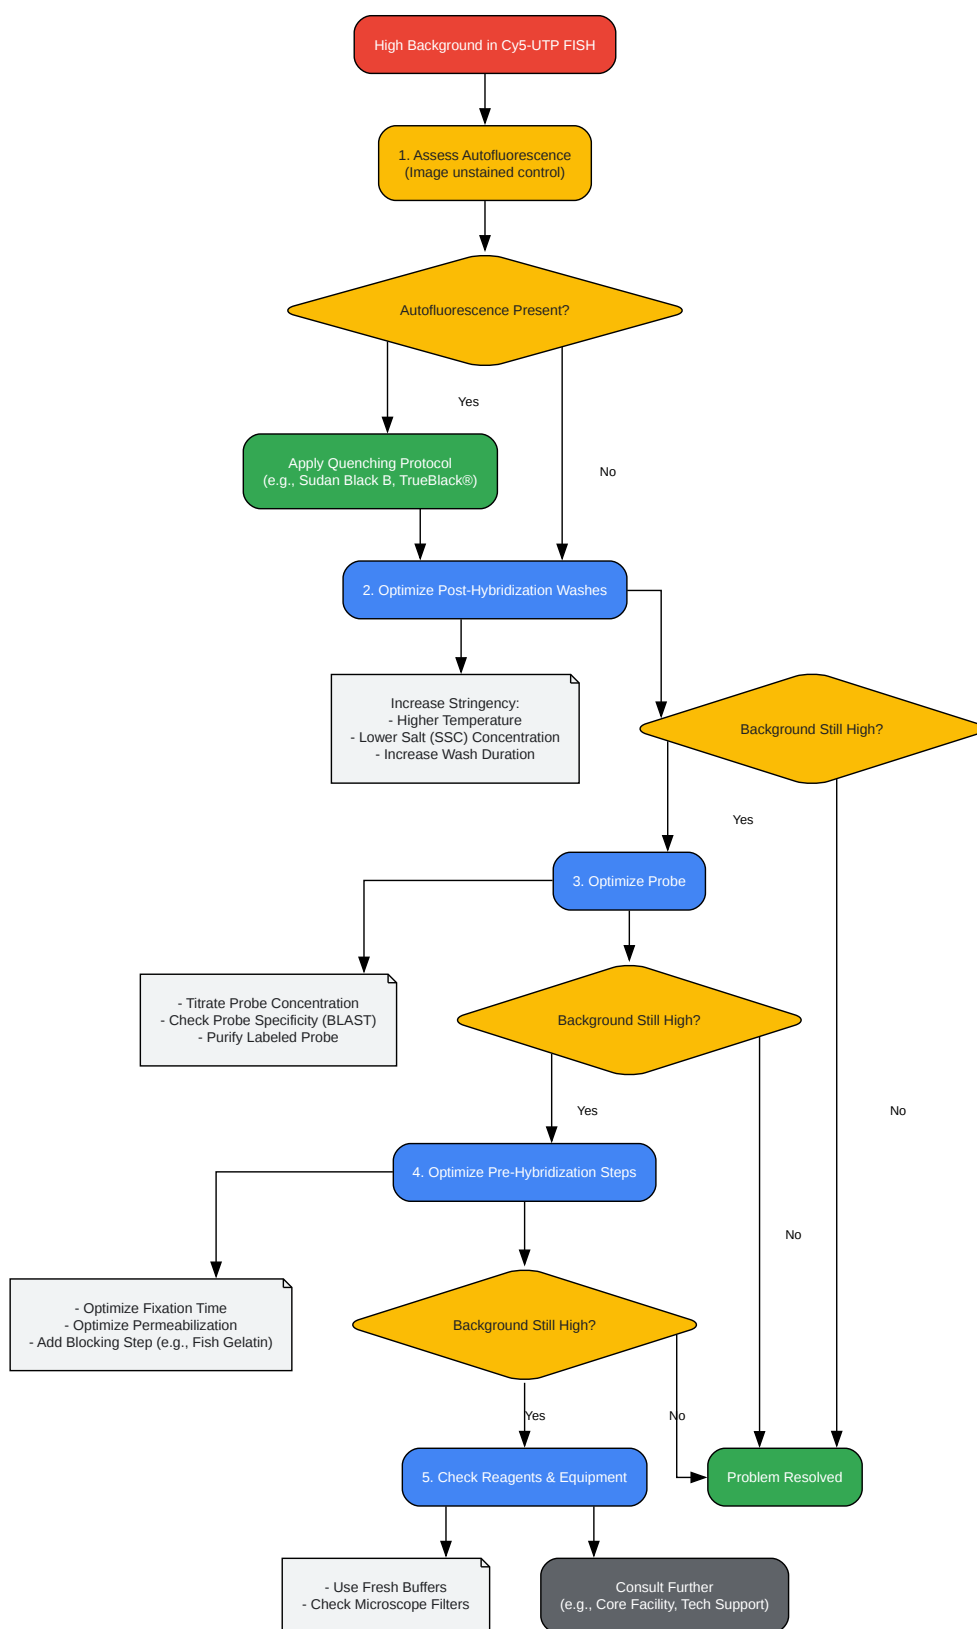 High Background in Cy5-UTP FISH
1. Assess Autofluorescence
(Image unstained control)
Autofluorescence Present?
Yes
No
Apply Quenching Protocol
(e.g., Sudan Black B, TrueBlack®)
2. Optimize Post-Hybridization Washes
Increase Stringency:
- Higher Temperature
- Lower Salt (SSC) Concentration
- Increase Wash Duration
Background Still High?
Yes
3. Optimize Probe
- Titrate Probe Concentration
- Check Probe Specificity (BLAST)
- Purify Labeled Probe
Background Still High?
Yes
No
4. Optimize Pre-Hybridization Steps
No
- Optimize Fixation Time
- Optimize Permeabilization
- Add Blocking Step (e.g., Fish Gelatin)
Background Still High?
Yes
No
5. Check Reagents & Equipment
Problem Resolved
- Use Fresh Buffers
- Check Microscope Filters
Consult Further
(e.g., Core Facility, Tech Support)